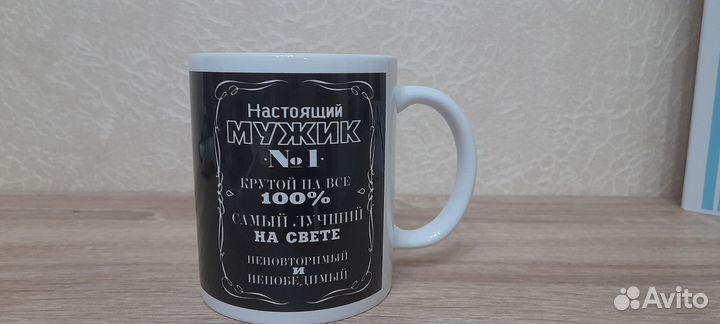 Настоящий
МУЖИК
·№1·
КРУТОЙ НА ВСЕ
100%
САМЫЙ ЛУЧШИЙ
НА СВЕТЕ
НЕПОВТОРИМЫЙ
И
НЕПОБЕДИМЫЙ
Avito